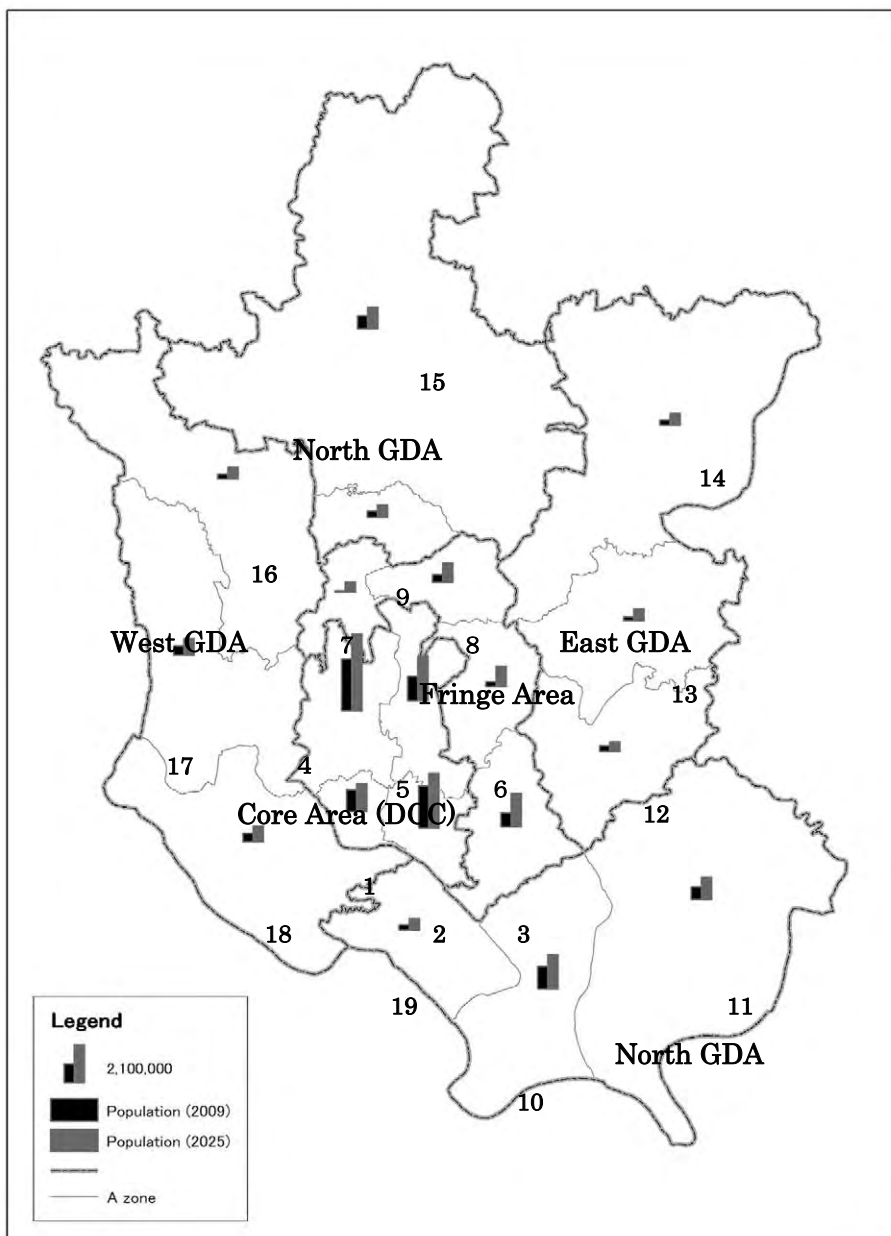 15
North GDA
14
16
9
West GDA
7
8
East GDA
Fringe Area
13
17
4
5
6
Core Area (DCC)
12
1
2
3
18
19
11
North GDA
10
Legend
2,100,000
Population (2009)
Population (2025)
A zone